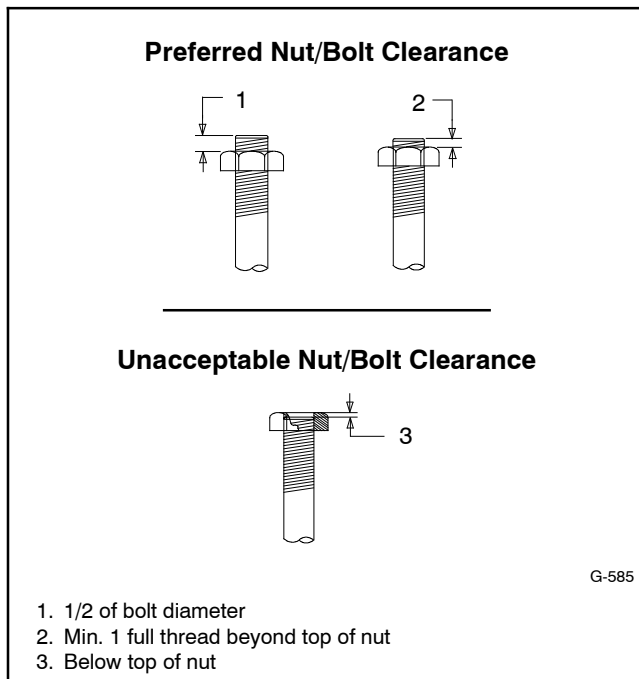 Preferred Nut/Bolt Clearance
1
2
Unacceptable Nut/Bolt Clearance
3
G-585
1. 1/2 of bolt diameter
2. Min. 1 full thread beyond top of nut
3. Below top of nut